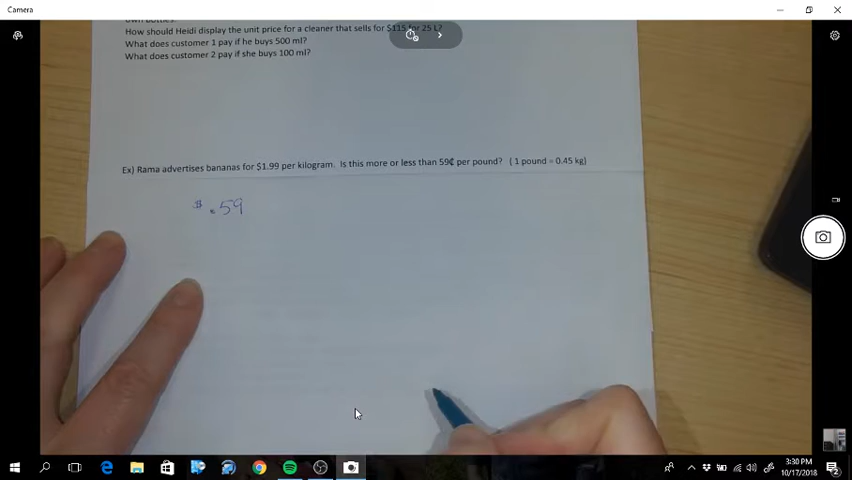 Camera
own bottles.
How should Heidi display the unit price for a cleaner that sells for $115 for 25 L?
What does customer 1 pay if he buys 500 ml?
What does customer 2 pay if she buys 100 ml?
Ex) Rama advertises bananas for $1.99 per kilogram. Is this more or less than 59¢ per pound? ( 1 pound = 0.45 kg)
$ .59
3:30 PM
10/17/2018